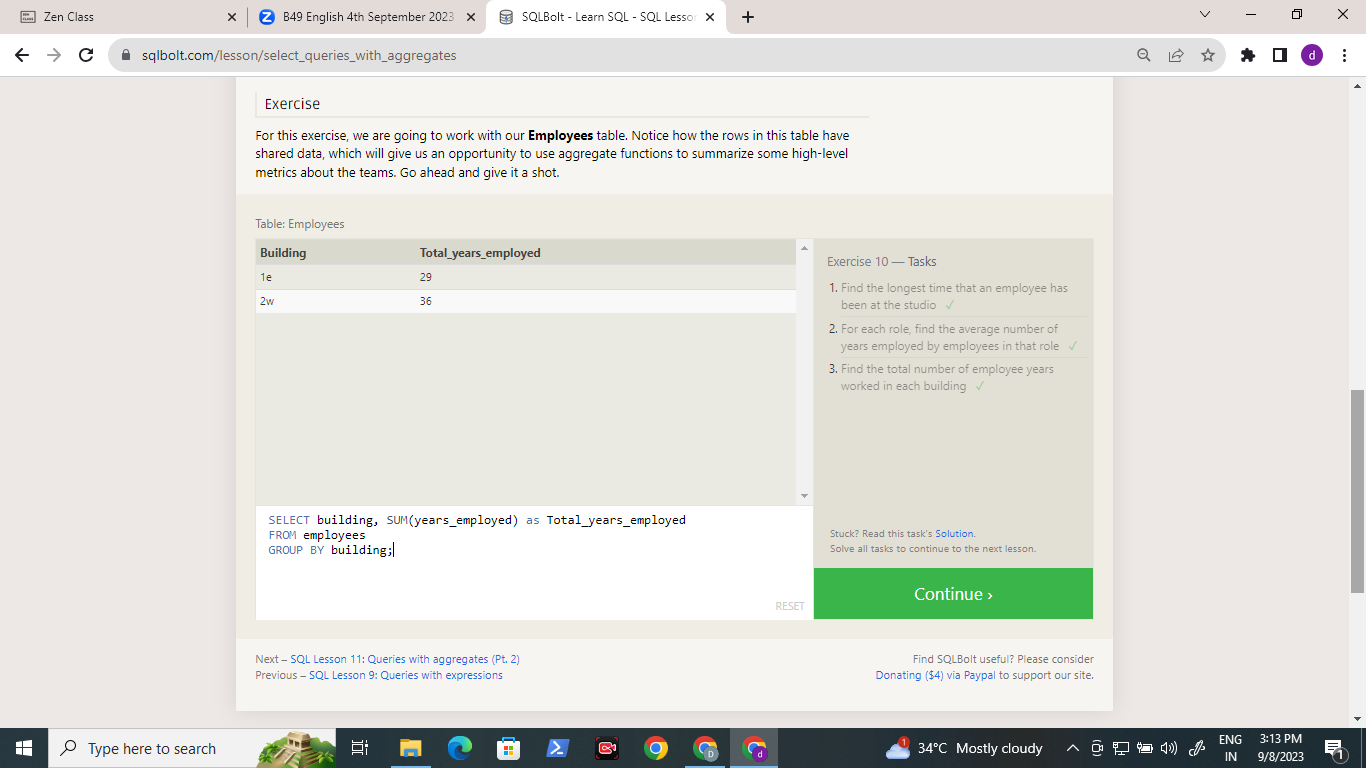 Zen Class
B49 English 4th September 2023
SQLBolt - Learn SQL - SQL Lesson
sqlbolt.com/lesson/select_queries_with_aggregates
d
Exercise
For this exercise, we are going to work with our Employees table. Notice how the rows in this table have
shared data, which will give us an opportunity to use aggregate functions to summarize some high-level
metrics about the teams. Go ahead and give it a shot.
Table: Employees
Building Total_years_employed
1e 29
2w 36
SELECT building, SUM(years_employed) as Total_years_employed
FROM employees
GROUP BY building;
RESET
Exercise 10 — Tasks
1. Find the longest time that an employee has
been at the studio ✓
2. For each role, find the average number of
years employed by employees in that role ✓
3. Find the total number of employee years
worked in each building ✓
Stuck? Read this task's Solution.
Solve all tasks to continue to the next lesson.
Continue ›
Next – SQL Lesson 11: Queries with aggregates (Pt. 2)
Previous – SQL Lesson 9: Queries with expressions
Find SQLBolt useful? Please consider
Donating ($4) via Paypal to support our site.
Type here to search
D
d
1
34°C Mostly cloudy
ENG
IN
3:13 PM
9/8/2023
1